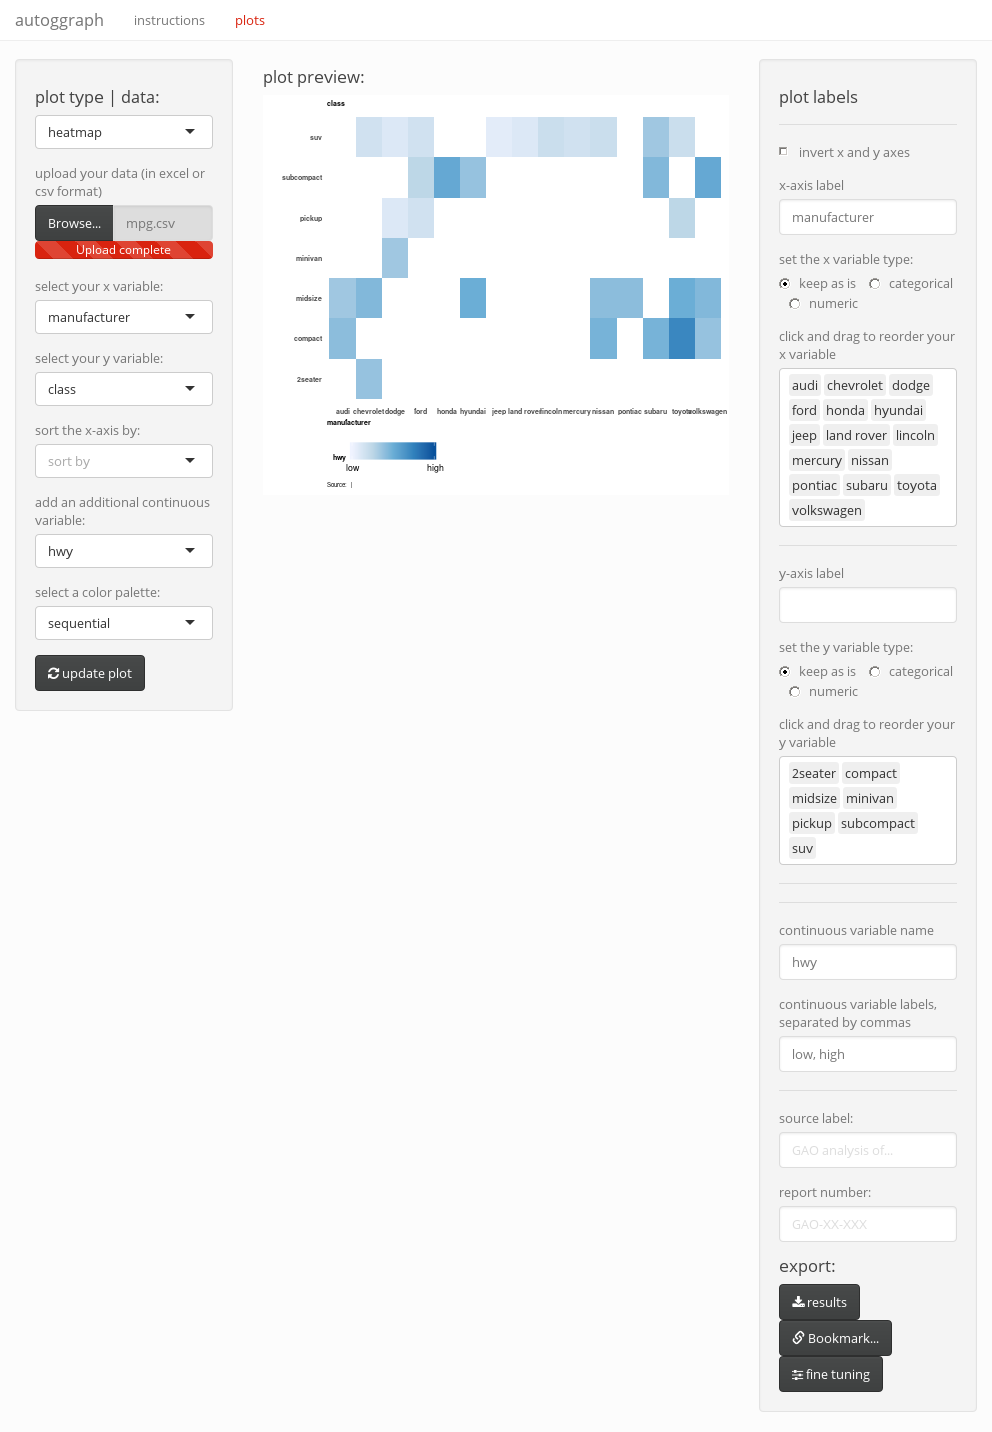 autoggraph instructions plots
plot type | data:
heatmap
upload your data (in excel or
csv format)
Browse... mpg.csv
Upload complete
select your x variable:
manufacturer
select your y variable:
class
sort the x-axis by:
sort by
add an additional continuous
variable:
hwy
select a color palette:
sequential
update plot
plot preview:
class
suv
subcompact
pickup
minivan
midsize
compact
2seater
audi chevrolet dodge ford honda hyundai jeep land rover lincoln mercury nissan pontiac subaru toyota volkswagen
manufacturer
hwy
low high
Source: |
plot labels
invert x and y axes
x-axis label
manufacturer
set the x variable type:
keep as is categorical
numeric
click and drag to reorder your
x variable
audi chevrolet dodge
ford honda hyundai
jeep land rover lincoln
mercury nissan
pontiac subaru toyota
volkswagen
y-axis label
set the y variable type:
keep as is categorical
numeric
click and drag to reorder your
y variable
2seater compact
midsize minivan
pickup subcompact
suv
continuous variable name
hwy
continuous variable labels,
separated by commas
low, high
source label:
GAO analysis of...
report number:
GAO-XX-XXX
export:
results
Bookmark...
fine tuning